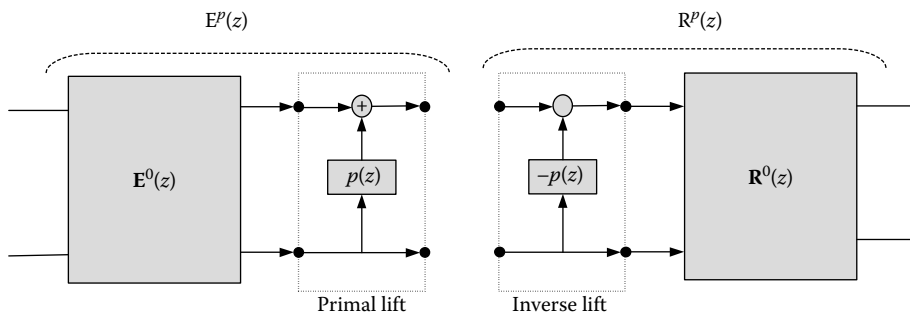 E^p(z)
R^p(z)
+
E^0(z)
p(z)
−p(z)
R^0(z)
Primal lift
Inverse lift